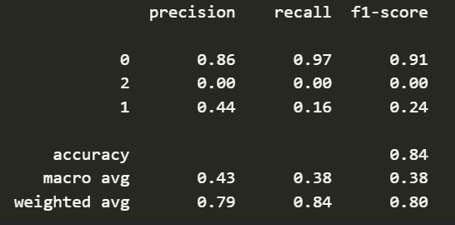 precision recall f1-score
0 0.86 0.97 0.91
2 0.00 0.00 0.00
1 0.44 0.16 0.24
accuracy 0.84
macro avg 0.43 0.38 0.38
weighted avg 0.79 0.84 0.80